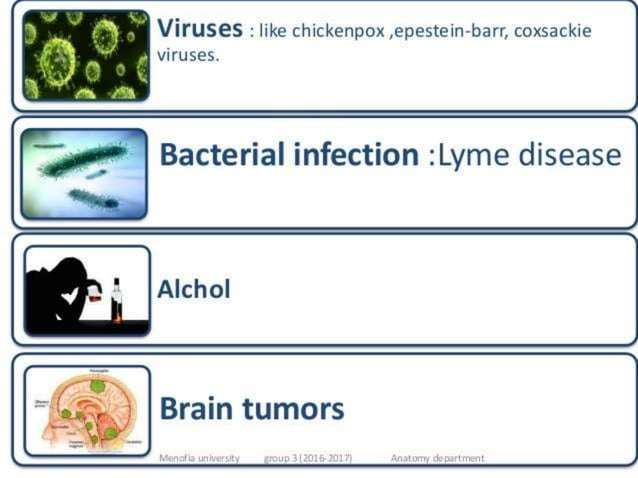 Viruses : like chickenpox ,epestein-barr, coxsackie
viruses.
Bacterial infection :Lyme disease
Alchol
Brain tumors
Menofia university group 3 (2016-2017) Anatomy department